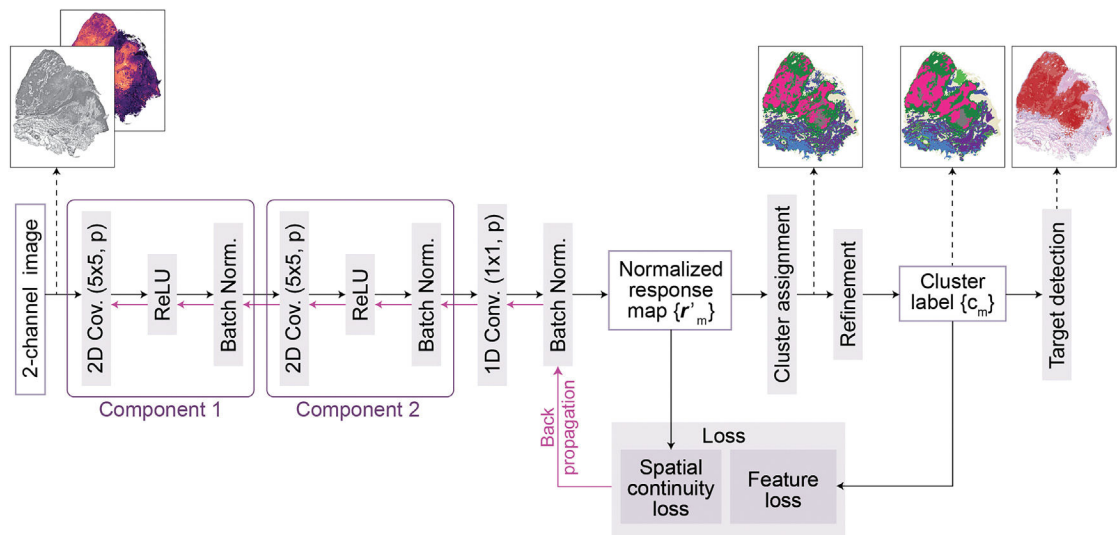 2-channel image
2D Cov. (5x5, p)
ReLU
Batch Norm.
Component 1
2D Cov. (5x5, p)
ReLU
Batch Norm.
Component 2
1D Conv. (1x1, p)
Batch Norm.
Back
propagation
Normalized
response
map {r'm}
Cluster assignment
Refinement
Cluster
label {cm}
Target detection
Loss
Spatial
continuity
loss
Feature
loss